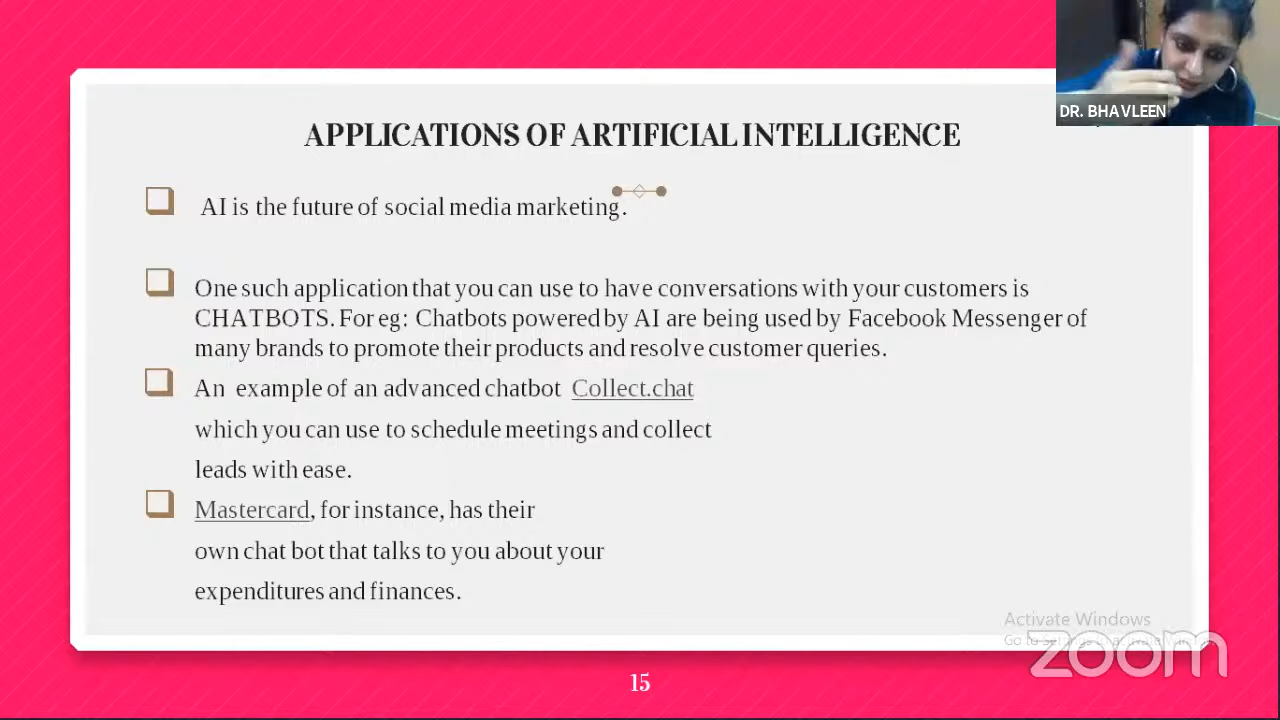 DR. BHAVLEEN
APPLICATIONS OF ARTIFICIAL INTELLIGENCE
AI is the future of social media marketing.
One such application that you can use to have conversations with your customers is
CHATBOTS. For eg: Chatbots powered by AI are being used by Facebook Messenger of
many brands to promote their products and resolve customer queries.
An example of an advanced chatbot Collect.chat
which you can use to schedule meetings and collect
leads with ease.
Mastercard, for instance, has their
own chat bot that talks to you about your
expenditures and finances.
Activate Windows
Go to Settings
zoom
15